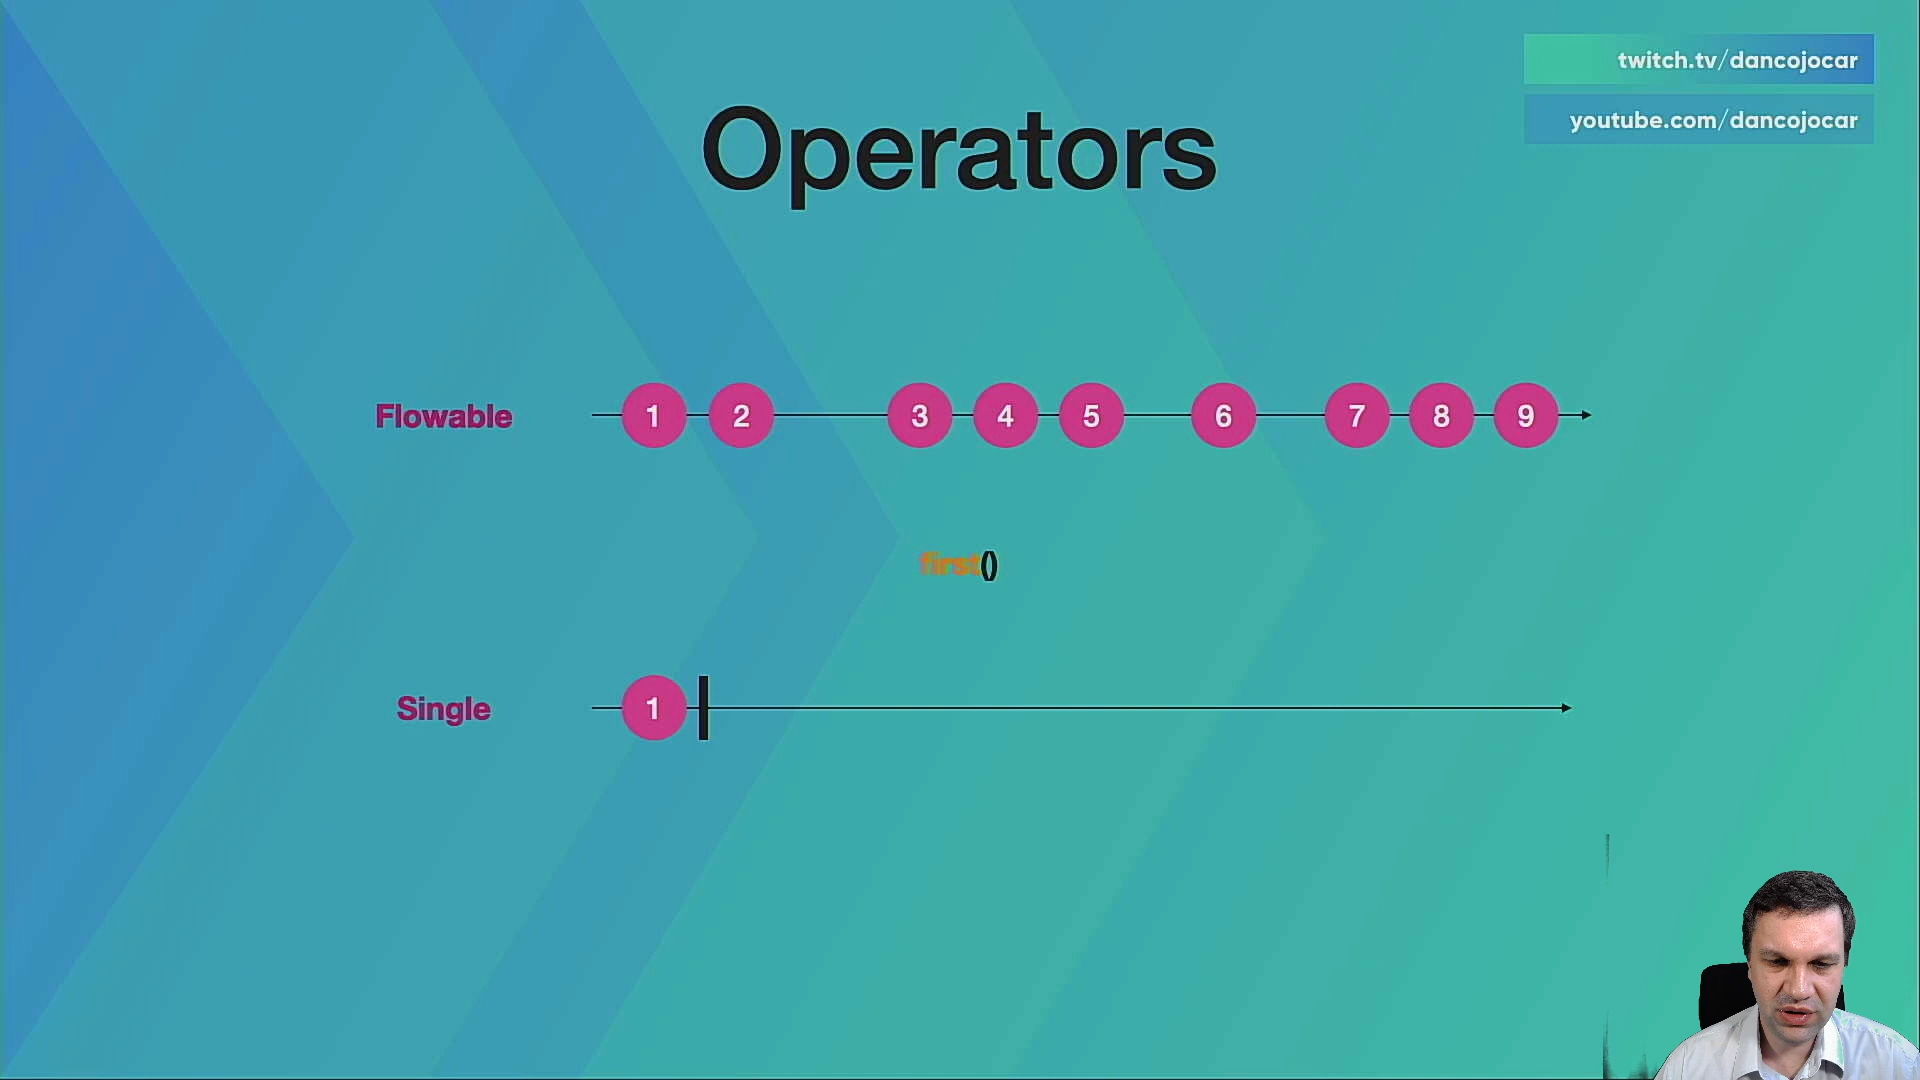 twitch.tv/dancojocar
youtube.com/dancojocar
Operators
Flowable 1 2 3 4 5 6 7 8 9
first()
Single 1